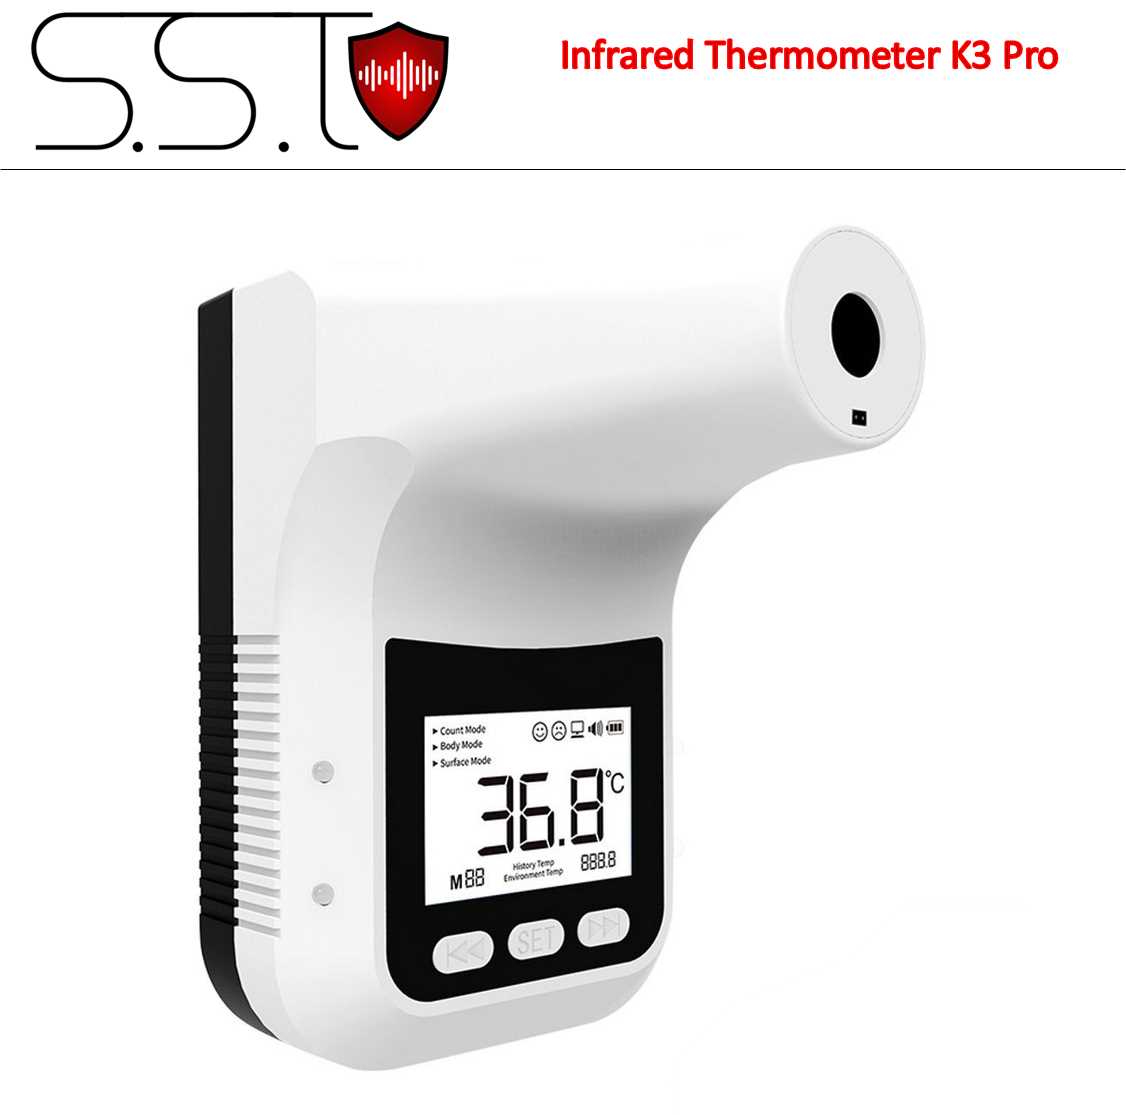 S.S.T
Infrared Thermometer K3 Pro
Count Mode
Body Mode
Surface Mode
36.8°C
M88
History Temp
Environment Temp
888.8
SET